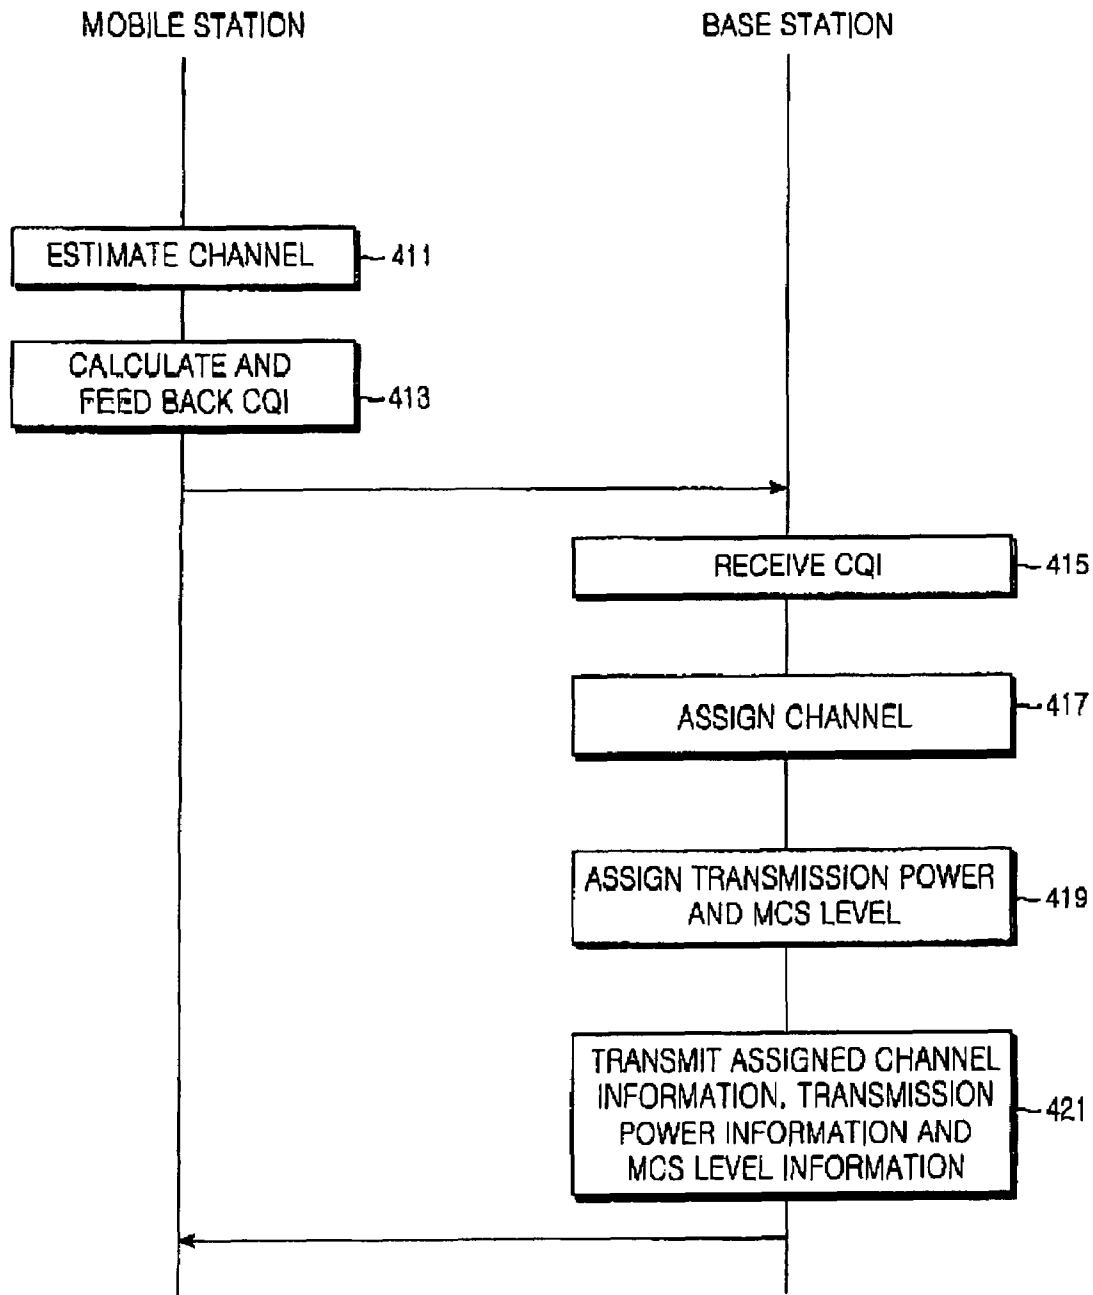 MOBILE STATION
BASE STATION
ESTIMATE CHANNEL
411
CALCULATE AND
FEED BACK CQI
413
RECEIVE CQI
415
ASSIGN CHANNEL
417
ASSIGN TRANSMISSION POWER
AND MCS LEVEL
419
TRANSMIT ASSIGNED CHANNEL
INFORMATION, TRANSMISSION
POWER INFORMATION AND
MCS LEVEL INFORMATION
421